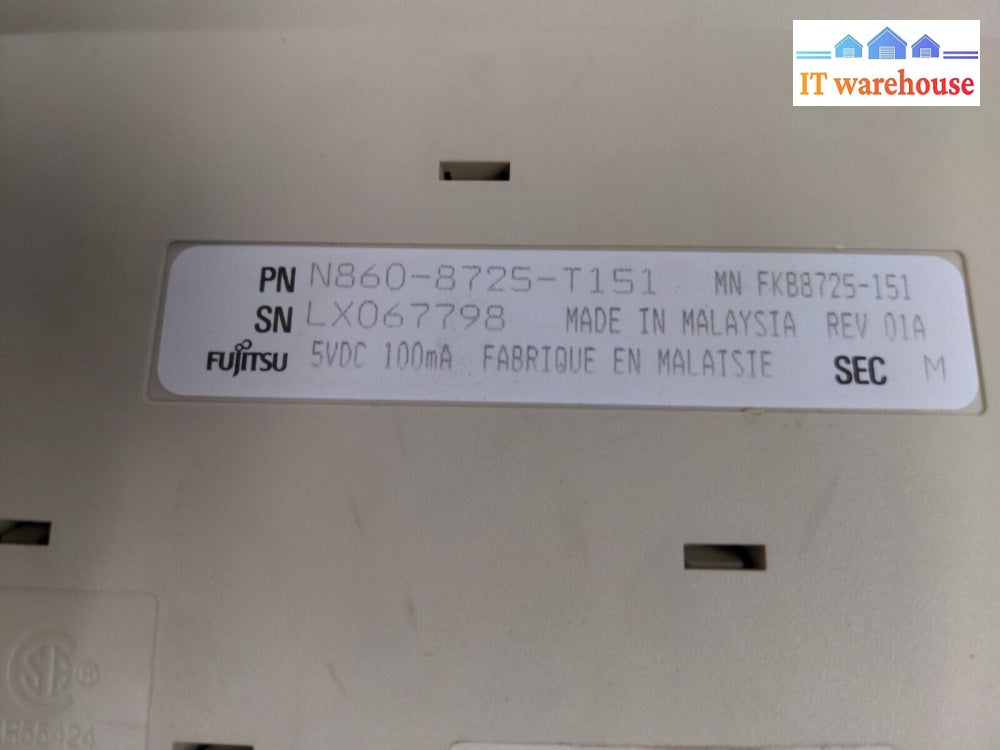 IT warehouse
PN N860-8725-T151 MN FKB8725-151
SN LX067798 MADE IN MALAYSIA REV 01A
FUJITSU 5VDC 100mA FABRIQUE EN MALAISIE SEC M
®